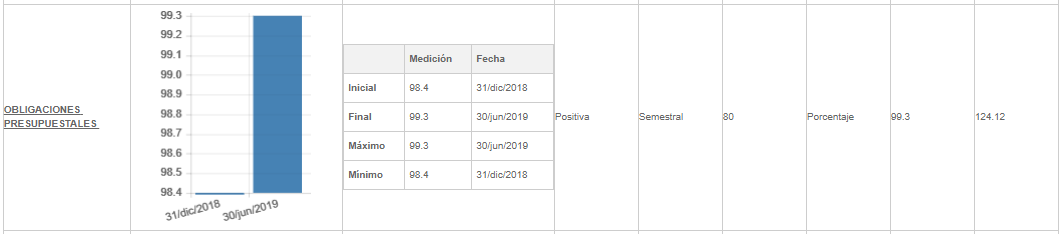 OBLIGACIONES
PRESUPUESTALES
99.3
99.2
99.1
99.0
98.9
98.8
98.7
98.6
98.5
98.4
31/dic/2018
30/jun/2019
Medición Fecha
Inicial 98.4 31/dic/2018
Final 99.3 30/jun/2019
Máximo 99.3 30/jun/2019
Mínimo 98.4 31/dic/2018
Positiva
Semestral
80
Porcentaje
99.3
124.12